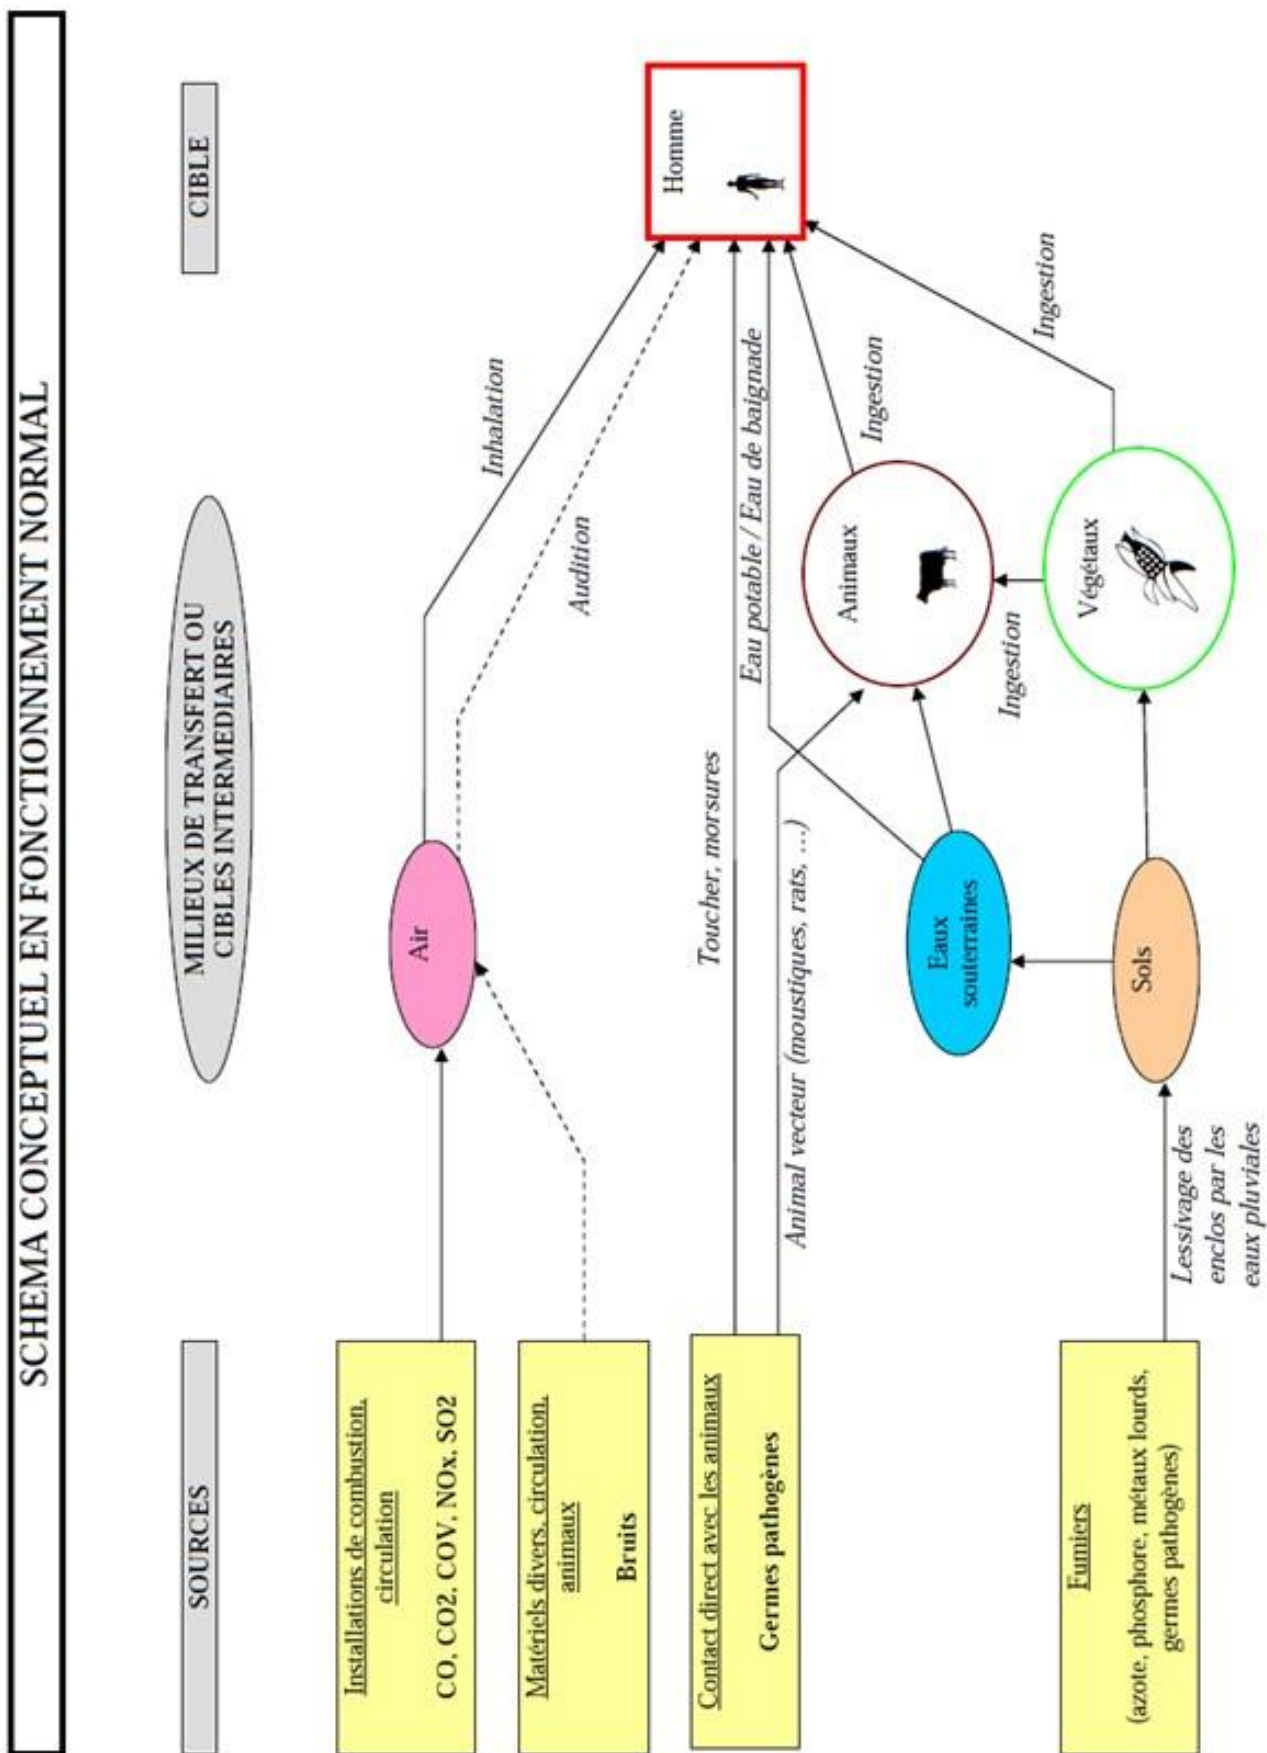 SCHEMA CONCEPTUEL EN FONCTIONNEMENT NORMAL
SOURCES
MILIEUX DE TRANSFERT OU
CIBLES INTERMEDIAIRES
CIBLE
Installations de combustion,
circulation
CO, CO2, COV, NOx, SO2
Air
Inhalation
Homme
Matériels divers, circulation,
animaux
Bruits
Audition
Contact direct avec les animaux
Germes pathogènes
Toucher, morsures
Eau potable / Eau de baignade
Animal vecteur (moustiques, rats, …)
Animaux
Ingestion
Eaux
souterraines
Ingestion
Ingestion
Fumiers
(azote, phosphore, métaux lourds,
germes pathogènes)
Lessivage des
enclos par les
eaux pluviales
Sols
Végétaux